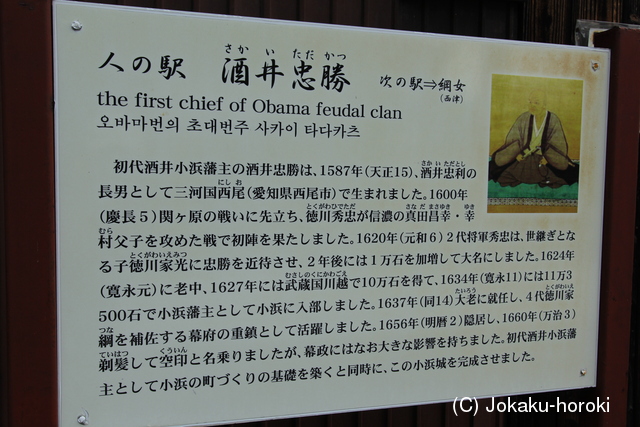 人の駅 酒井忠勝 次の駅⇒綱女
さかいただかつ
(西津)
the first chief of Obama feudal clan
오바마번의 초대번주 사카이 타다카츠
初代酒井小浜藩主の酒井忠勝は、1587年(天正15)、酒井忠利の
長男として三河国西尾(愛知県西尾市)で生まれました。1600年
(慶長5)関ヶ原の戦いに先立ち、徳川秀忠が信濃の真田昌幸・幸
村父子を攻めた戦で初陣を果たしました。1620年(元和6)2代将軍秀忠は、世継ぎとな
る子徳川家光に忠勝を近侍させ、2年後には1万石を加増して大名にしました。1624年
(寛永元)に老中、1627年には武蔵国川越で10万石を得て、1634年(寛永11)には11万3
500石で小浜藩主として小浜に入部しました。1637年(同14)大老に就任し、4代徳川家
綱を補佐する幕府の重鎮として活躍しました。1656年(明暦2)隠居し、1660年(万治3)
剃髪して空印と名乗りましたが、幕政にはなお大きな影響を持ちました。初代酒井小浜藩
主として小浜の町づくりの基礎を築くと同時に、この小浜城を完成させました。
(C) Jokaku-horoki